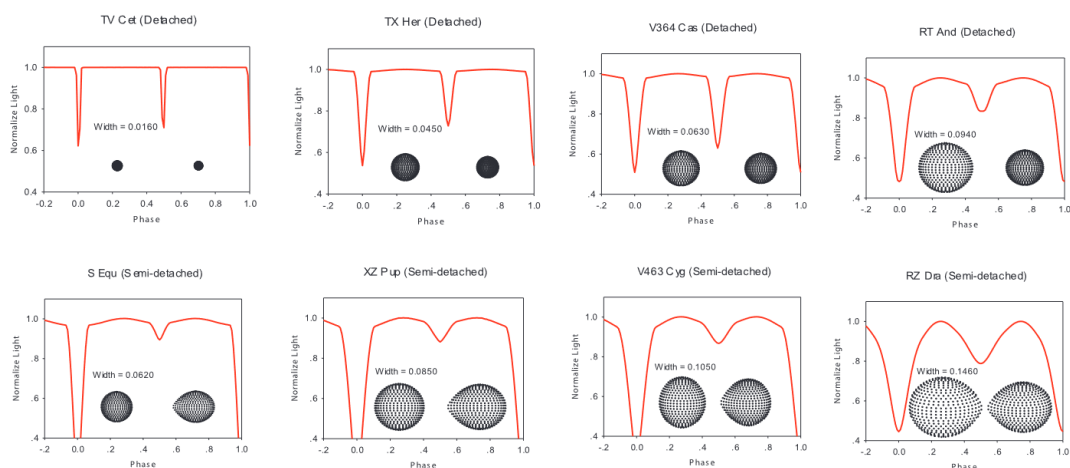 TV Cet (Detached)
Normalize Light
1.0
0.8
0.6
0.4
Width = 0.0160
-0.2 0.0 0.2 0.4 0.6 0.8 1.0
Phase
TX Her (Detached)
Normalize Light
1.0
.8
.6
.4
Width = 0.0450
-.2 0.0 .2 .4 .6 .8 1.0
Phase
V364 Cas (Detached)
Normalize Light
1.0
.8
.6
.4
Width = 0.0630
-.2 0.0 .2 .4 .6 .8 1.0
Phase
RT And (Detached)
Normalize Light
1.0
.8
.6
.4
Width = 0.0940
-.2 0.0 .2 .4 .6 .8 1.0
Phase
S Equ (Semi-detached)
Normalize Light
1.0
.8
.6
.4
Width = 0.0620
-.2 0.0 .2 .4 .6 .8 1.0
Phase
XZ Pup (Semi-detached)
Normalize Light
1.0
.8
.6
.4
Width = 0.0850
-.2 0.0 .2 .4 .6 .8 1.0
Phase
V463 Cyg (Semi-detached)
Normalize Light
1.0
.8
.6
.4
Width = 0.1050
-.2 0.0 .2 .4 .6 .8 1.0
Phase
RZ Dra (Semi-detached)
Normalize Light
1.0
.8
.6
.4
Width = 0.1460
-.2 0.0 .2 .4 .6 .8 1.0
Phase